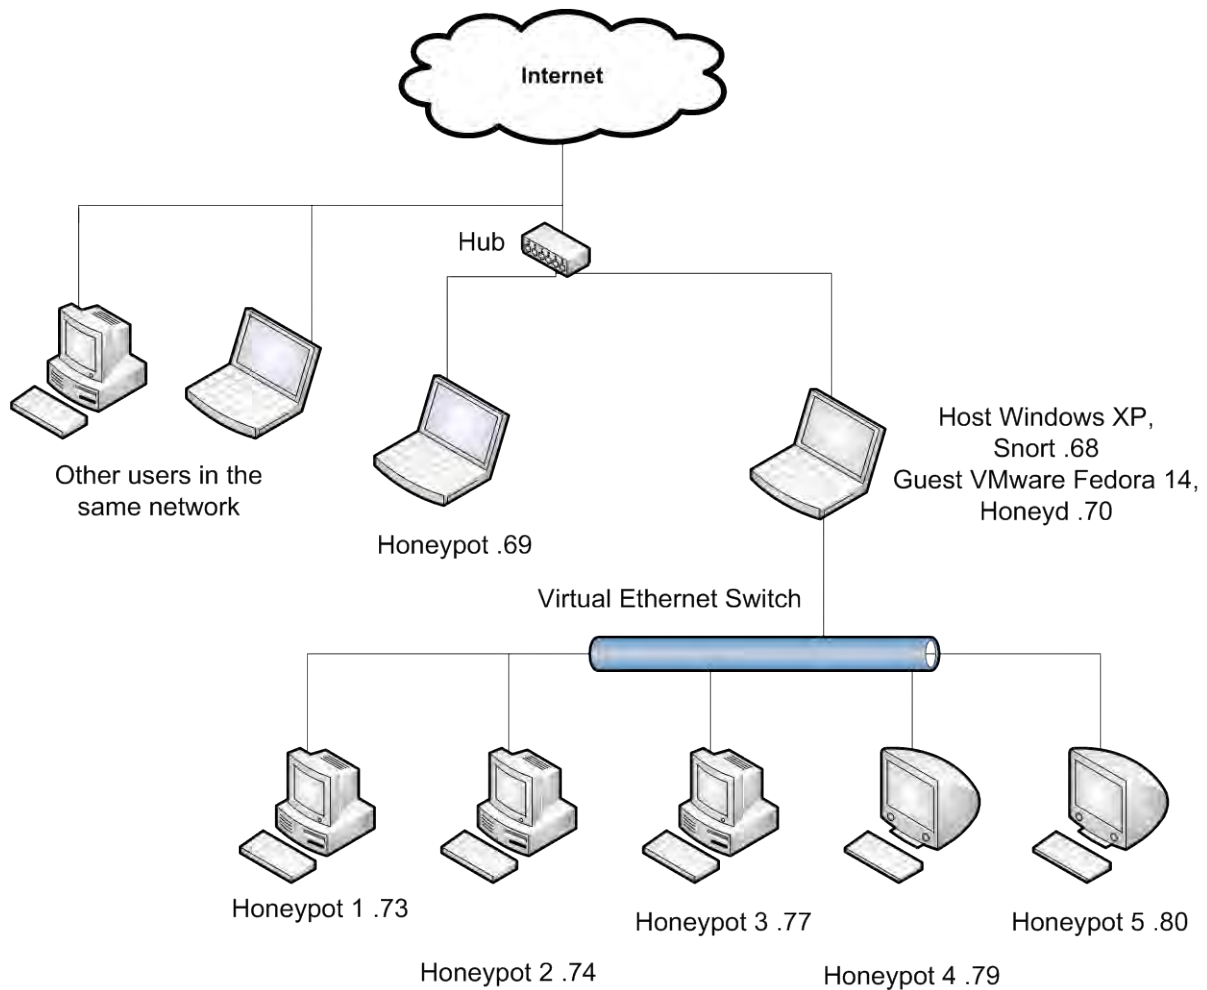 Internet
Hub
Other users in the
same network
Honeypot .69
Host Windows XP,
Snort .68
Guest VMware Fedora 14,
Honeyd .70
Virtual Ethernet Switch
Honeypot 1 .73
Honeypot 2 .74
Honeypot 3 .77
Honeypot 4 .79
Honeypot 5 .80